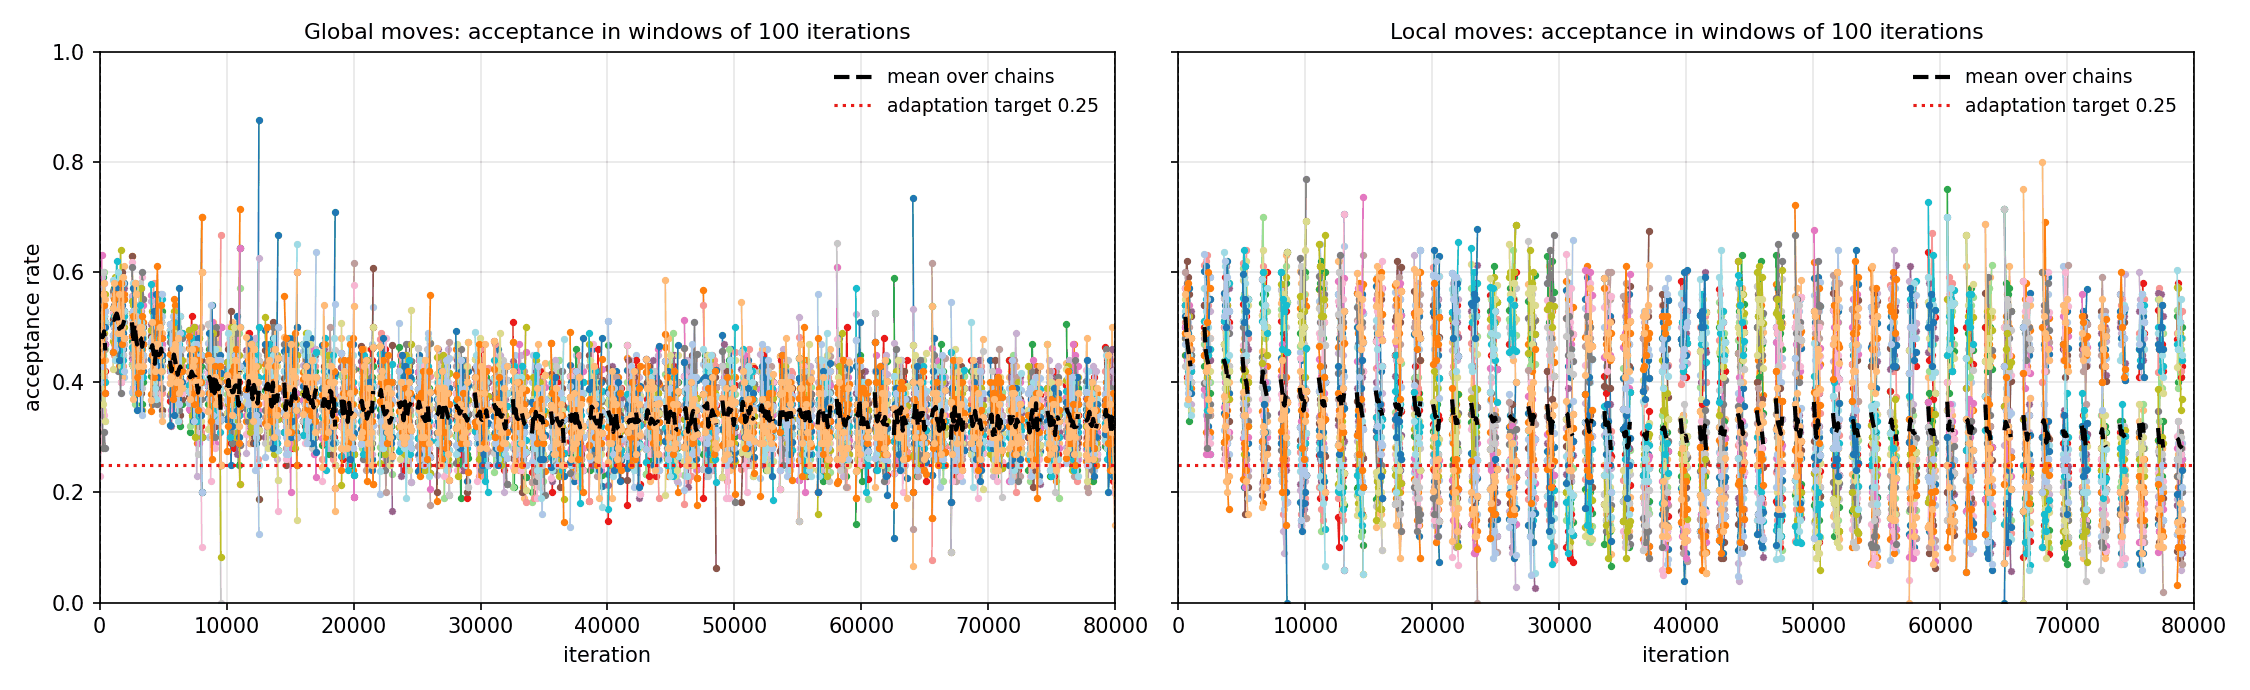 Global moves: acceptance in windows of 100 iterations
Local moves: acceptance in windows of 100 iterations
1.0
0.8
0.6
0.4
0.2
0.0
acceptance rate
mean over chains
adaptation target 0.25
mean over chains
adaptation target 0.25
0 10000 20000 30000 40000 50000 60000 70000 80000
0 10000 20000 30000 40000 50000 60000 70000 80000
iteration
iteration